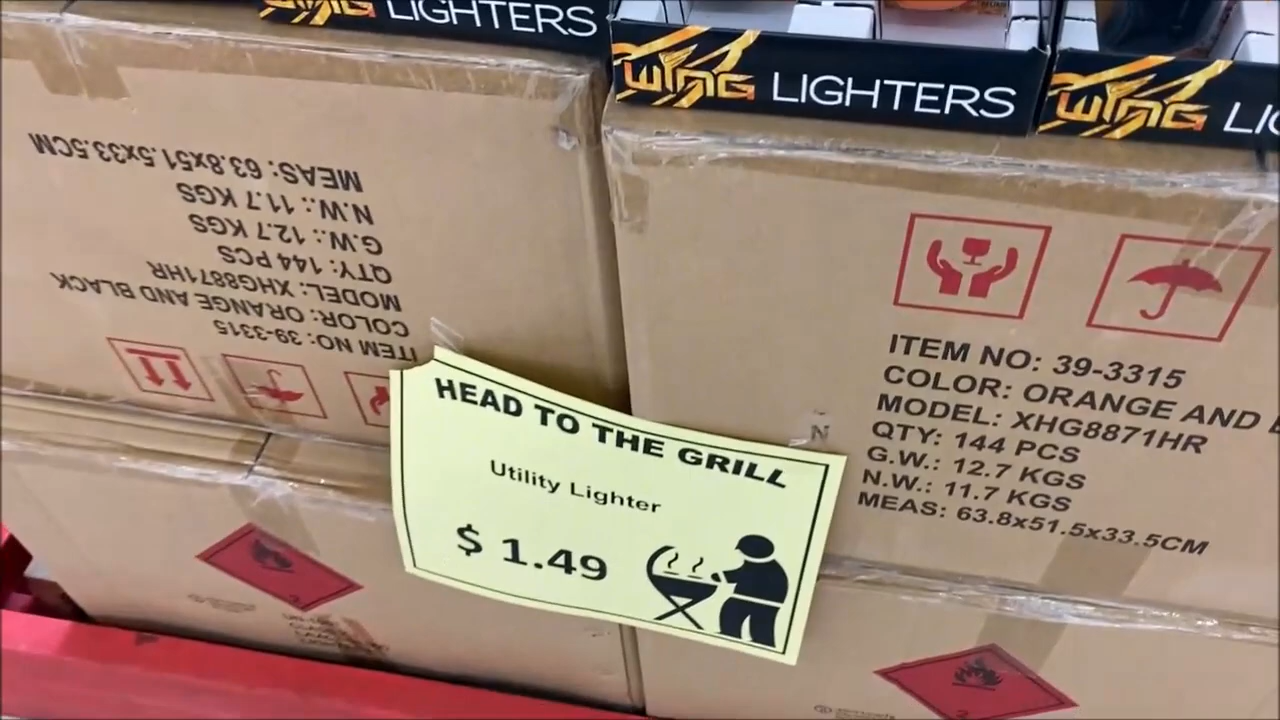 LIGHTERS
WING LIGHTERS
WING
MEAS: 63.8x51.5x33.5CM
N.W.: 11.7 KGS
G.W.: 12.7 KGS
QTY: 144 PCS
MODEL: XHG8871HR
COLOR: ORANGE AND BLACK
ITEM NO: 39-3315
ITEM NO: 39-3315
COLOR: ORANGE AND
MODEL: XHG8871HR
QTY: 144 PCS
G.W.: 12.7 KGS
N.W.: 11.7 KGS
MEAS: 63.8x51.5x33.5CM
N
HEAD TO THE GRILL
Utility Lighter
$ 1.49